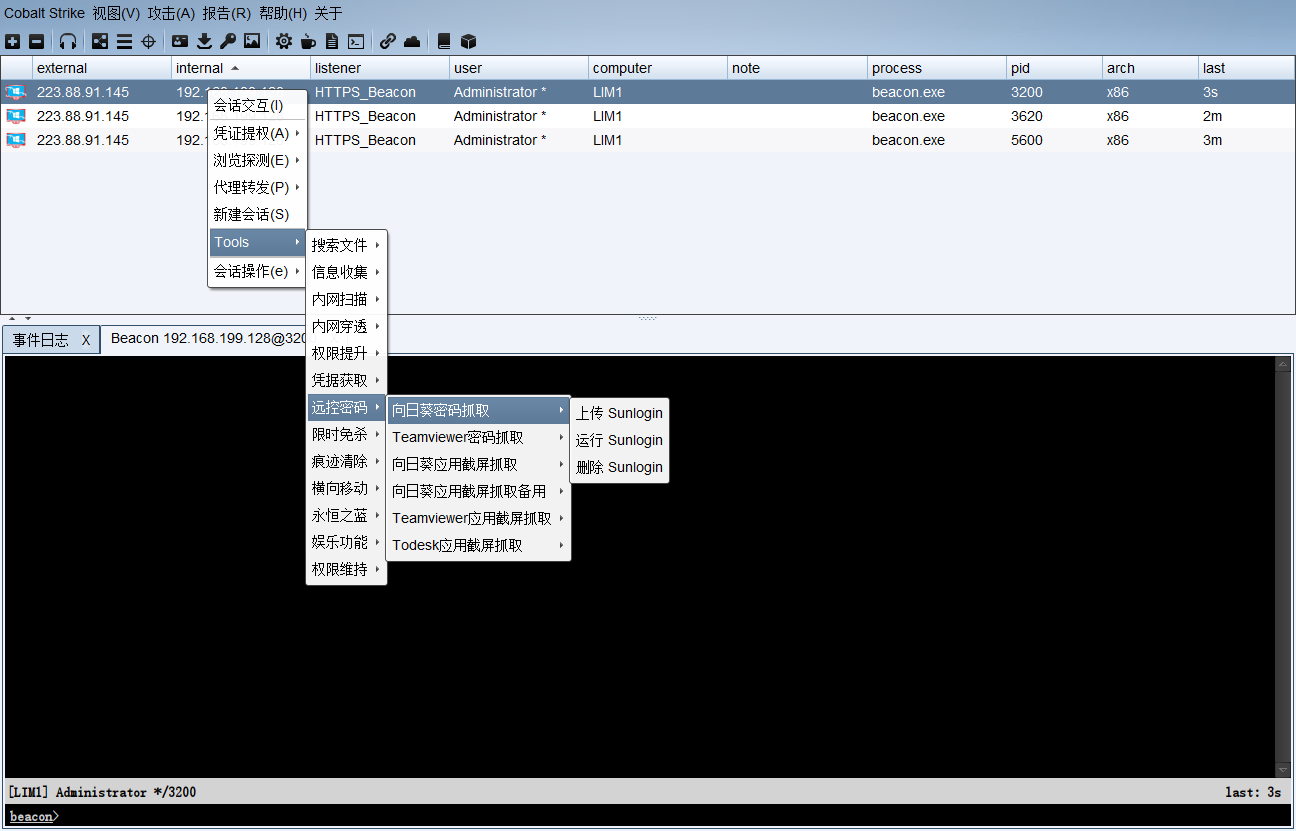 Cobalt Strike 视图(V) 攻击(A) 报告(R) 帮助(H) 关于
external internal listener user computer note process pid arch last
223.88.91.145 192. HTTPS_Beacon Administrator * LIM1 beacon.exe 3200 x86 3s
223.88.91.145 192. HTTPS_Beacon Administrator * LIM1 beacon.exe 3620 x86 2m
223.88.91.145 192. HTTPS_Beacon Administrator * LIM1 beacon.exe 5600 x86 3m
会话交互(I)
凭证提权(A)
浏览探测(E)
代理转发(P)
新建会话(S)
Tools
会话操作(e)
搜索文件
信息收集
内网扫描
内网穿透
权限提升
凭据获取
远控密码
限时免杀
痕迹清除
横向移动
永恒之蓝
娱乐功能
权限维持
向日葵密码抓取
Teamviewer密码抓取
向日葵应用截屏抓取
向日葵应用截屏抓取备用
Teamviewer应用截屏抓取
Todesk应用截屏抓取
上传 Sunlogin
运行 Sunlogin
删除 Sunlogin
事件日志 X Beacon 192.168.199.128@320
[LIM1] Administrator */3200 last: 3s
beacon>